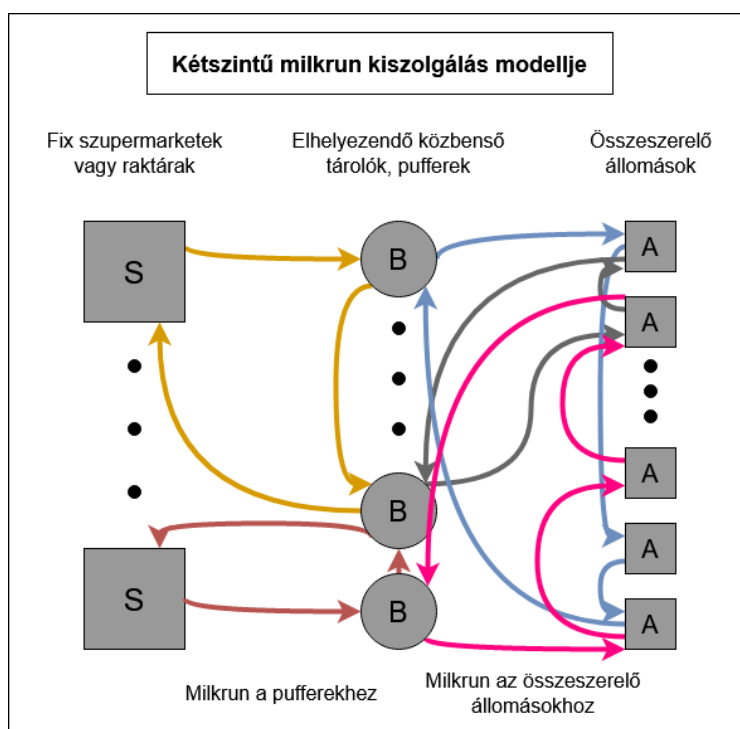 Kétszintű milkrun kiszolgálás modellje
Fix szupermarketek
vagy raktárak
Elhelyezendő közbenső
tárolók, pufferek
Összeszerelő
állomások
S
B
A
A
A
B
S
A
B
A
Milkrun a pufferekhez
Milkrun az összeszerelő
állomásokhoz